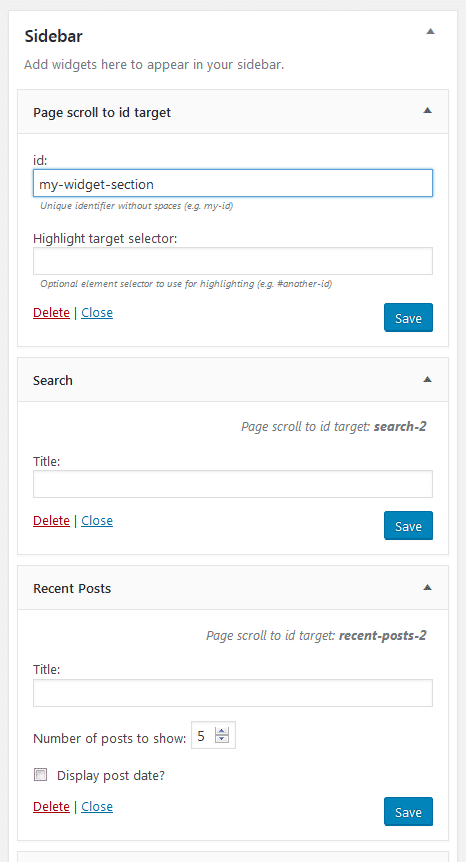 Sidebar
Add widgets here to appear in your sidebar.
Page scroll to id target
id:
my-widget-section
Unique identifier without spaces (e.g. my-id)
Highlight target selector:
Optional element selector to use for highlighting (e.g. #another-id)
Delete | Close
Save
Search
Page scroll to id target: search-2
Title:
Delete | Close
Save
Recent Posts
Page scroll to id target: recent-posts-2
Title:
Number of posts to show: 5
Display post date?
Delete | Close
Save